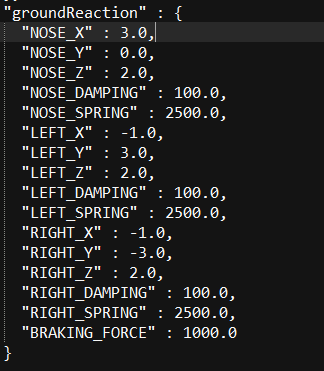 "groundReaction" : {
"NOSE_X" : 3.0,
"NOSE_Y" : 0.0,
"NOSE_Z" : 2.0,
"NOSE_DAMPING" : 100.0,
"NOSE_SPRING" : 2500.0,
"LEFT_X" : -1.0,
"LEFT_Y" : 3.0,
"LEFT_Z" : 2.0,
"LEFT_DAMPING" : 100.0,
"LEFT_SPRING" : 2500.0,
"RIGHT_X" : -1.0,
"RIGHT_Y" : -3.0,
"RIGHT_Z" : 2.0,
"RIGHT_DAMPING" : 100.0,
"RIGHT_SPRING" : 2500.0,
"BRAKING_FORCE" : 1000.0
}